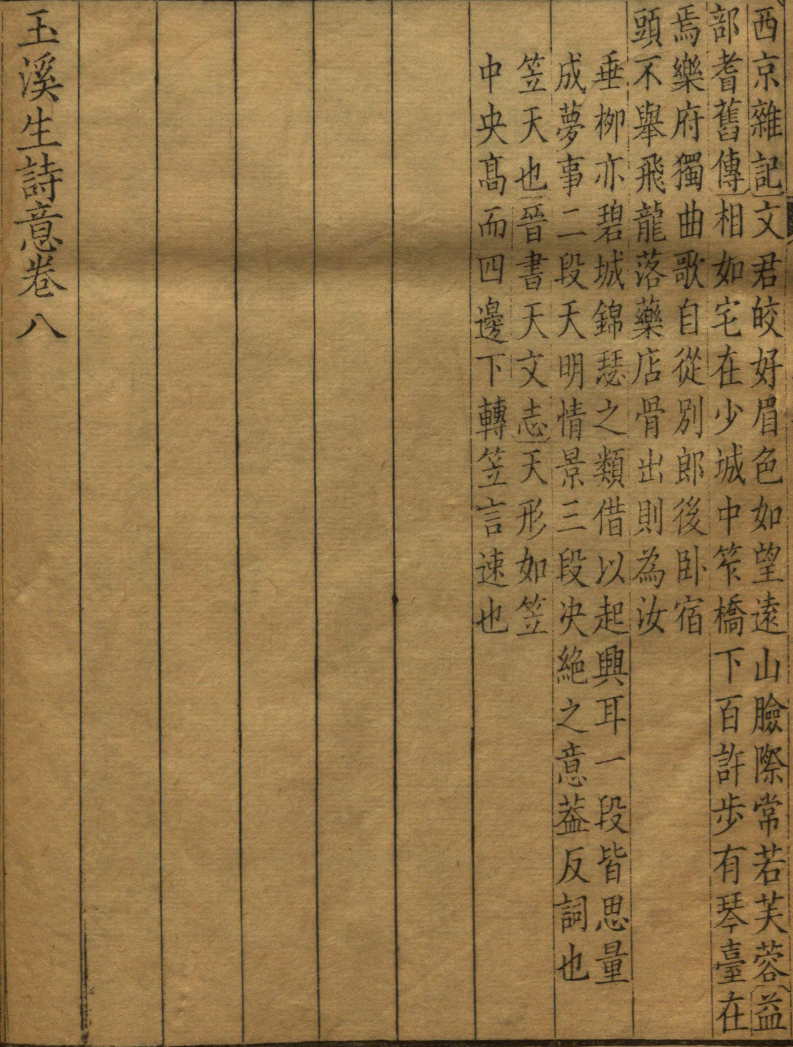 西京雜記文君皎好眉色如望遠山臉際常若芙蓉益
部耆舊傳相如宅在少城中笮橋下百許步有琴臺在
焉樂府獨曲歌自從別郎後卧宿
頭不舉飛龍落藥店骨出則為汝
垂柳亦碧城錦瑟之類借以起興耳一段皆思量
成夢事二段天明情景三段决絶之意葢反詞也
笠天也晉書天文志天形如笠
中央髙而四邊下轉笠言速也
玉溪生詩意卷八